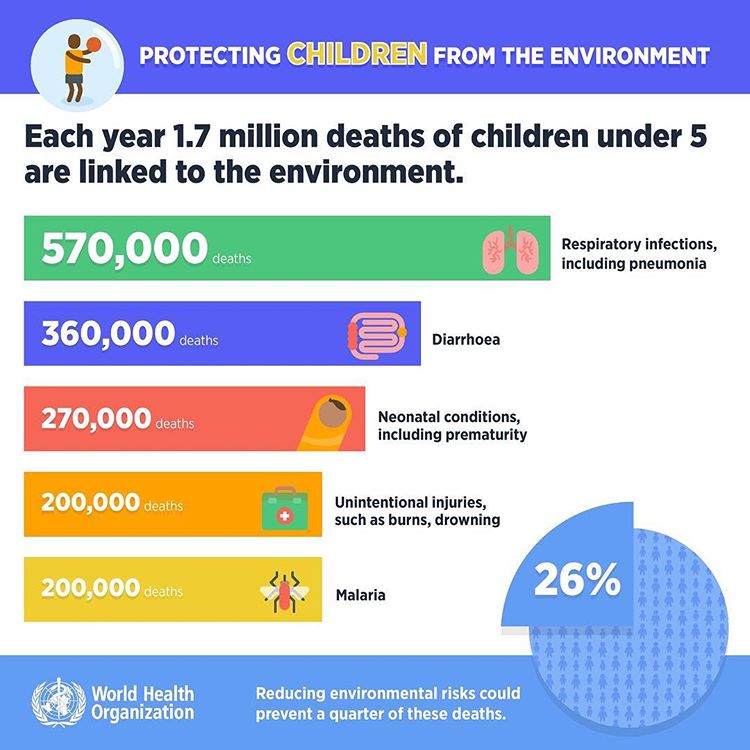 PROTECTING CHILDREN FROM THE ENVIRONMENT
Each year 1.7 million deaths of children under 5
are linked to the environment.
570,000 deaths
Respiratory infections,
including pneumonia
360,000 deaths
Diarrhoea
270,000 deaths
Neonatal conditions,
including prematurity
200,000 deaths
Unintentional injuries,
such as burns, drowning
200,000 deaths
Malaria
26%
World Health
Organization
Reducing environmental risks could
prevent a quarter of these deaths.